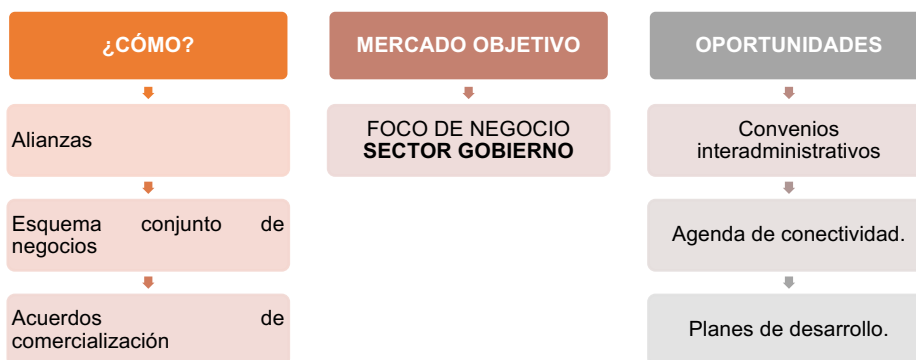 ¿CÓMO?
Alianzas
Esquema conjunto de
negocios
Acuerdos de
comercialización
MERCADO OBJETIVO
FOCO DE NEGOCIO
SECTOR GOBIERNO
OPORTUNIDADES
Convenios
interadministrativos
Agenda de conectividad.
Planes de desarrollo.